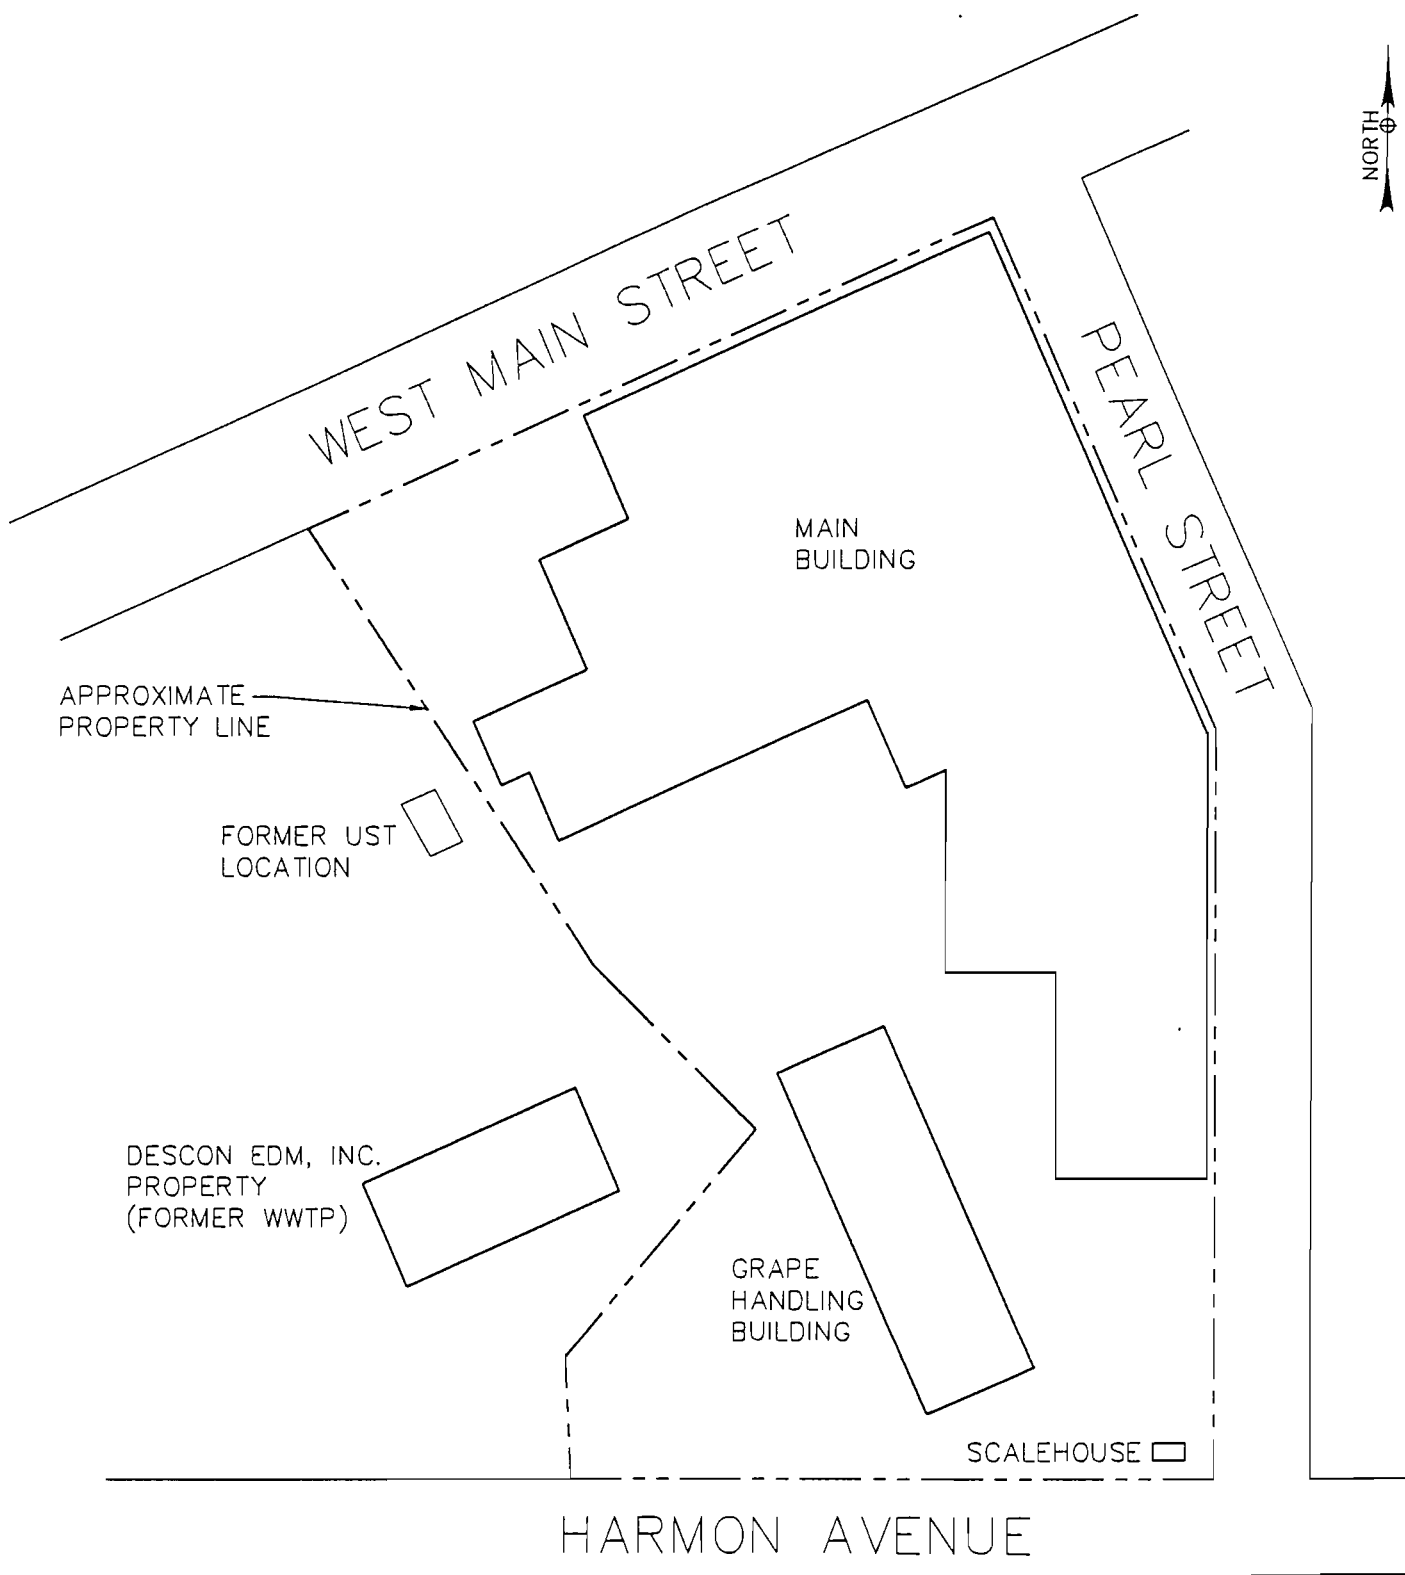 NORTH
WEST MAIN STREET
PEARL STREET
MAIN
BUILDING
APPROXIMATE
PROPERTY LINE
FORMER UST
LOCATION
DESCON EDM, INC.
PROPERTY
(FORMER WWTP)
GRAPE
HANDLING
BUILDING
SCALEHOUSE
HARMON AVENUE